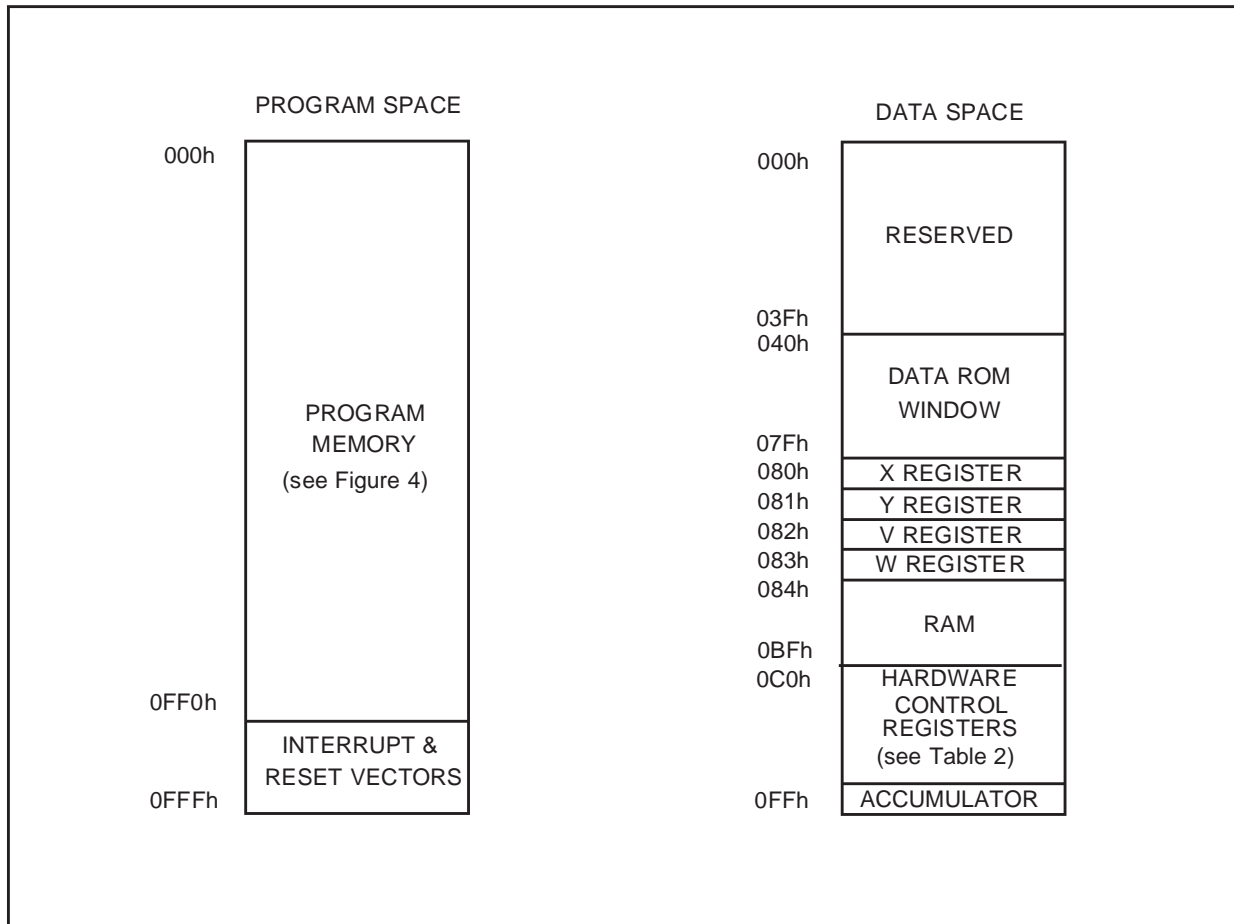 PROGRAM SPACE
000h
PROGRAM
MEMORY
(see Figure 4)
0FF0h
INTERRUPT &
RESET VECTORS
0FFFh
DATA SPACE
000h
RESERVED
03Fh
040h
DATA ROM
WINDOW
07Fh
080h
X REGISTER
081h
Y REGISTER
082h
V REGISTER
083h
W REGISTER
084h
RAM
0BFh
0C0h
HARDWARE
CONTROL
REGISTERS
(see Table 2)
0FFh
ACCUMULATOR